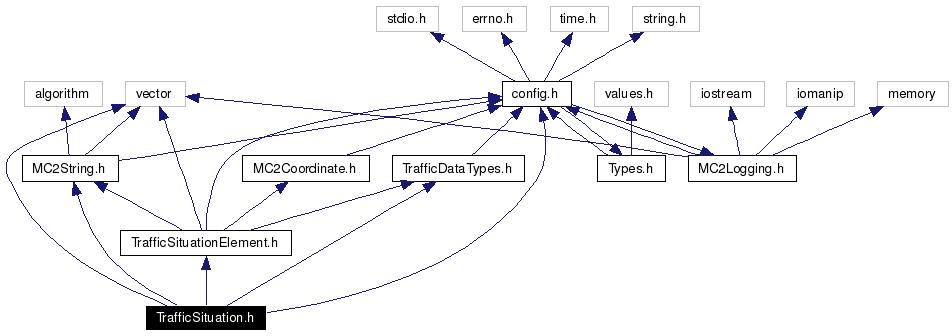 stdio.h
errno.h
time.h
string.h
algorithm
vector
config.h
values.h
iostream
iomanip
memory
MC2String.h
MC2Coordinate.h
TrafficDataTypes.h
Types.h
MC2Logging.h
TrafficSituationElement.h
TrafficSituation.h